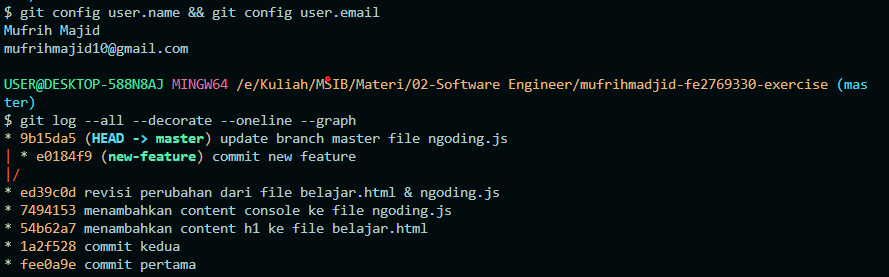 $ git config user.name && git config user.email
Mufrih Majid
mufrihmajid10@gmail.com
USER@DESKTOP-588N8AJ MINGW64 /e/Kuliah/MSIB/Materi/02-Software Engineer/mufrihmadjid-fe2769330-exercise (mas
ter)
$ git log --all --decorate --oneline --graph
* 9b15da5 (HEAD -> master) update branch master file ngoding.js
| * e0184f9 (new-feature) commit new feature
|/
* ed39c0d revisi perubahan dari file belajar.html & ngoding.js
* 7494153 menambahkan content console ke file ngoding.js
* 54b62a7 menambahkan content h1 ke file belajar.html
* 1a2f528 commit kedua
* fee0a9e commit pertama